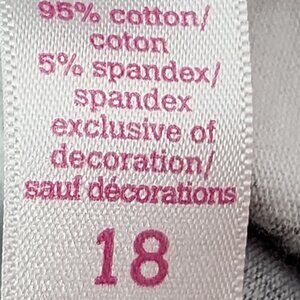 95% cotton/
coton
5% spandex/
spandex
exclusive of
decoration/
sauf décorations
18